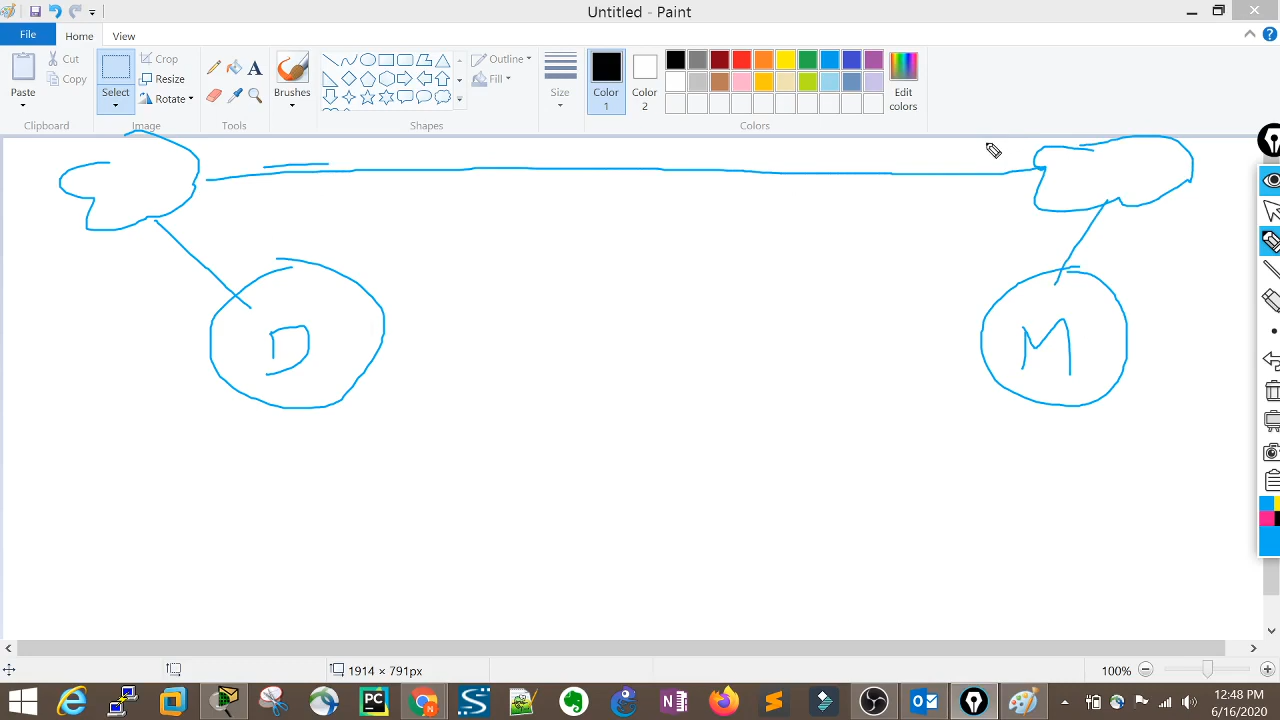 Untitled - Paint
File
Home
View
Paste
Cut
Copy
Clipboard
Select
Crop
Resize
Rotate
Image
A
Tools
Brushes
Shapes
Outline
Fill
Size
Color
1
Color
2
Edit
colors
Colors
D
M
1914 × 791px
100%
PC
S
N
12:48 PM
6/16/2020